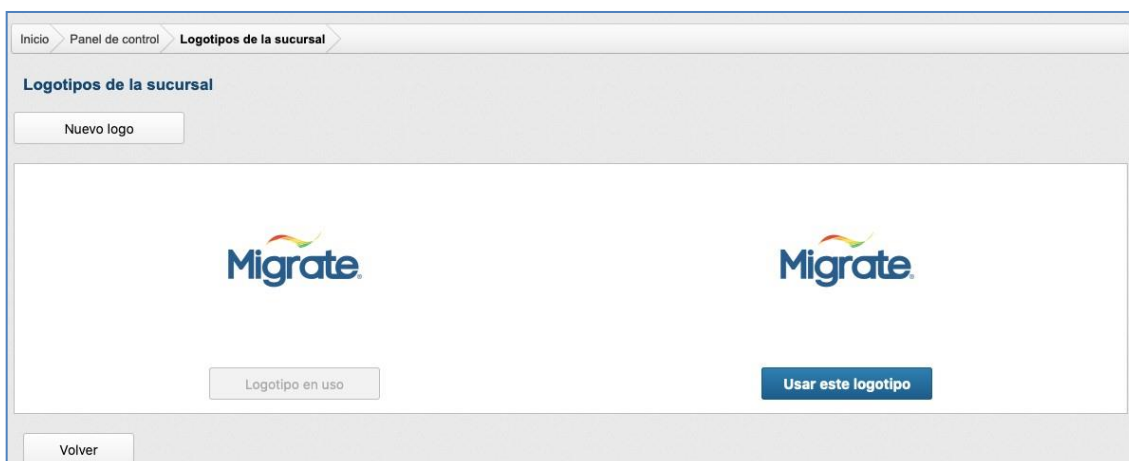 Inicio Panel de control Logotipos de la sucursal
Logotipos de la sucursal
Nuevo logo
Migrate® Migrate®
Logotipo en uso Usar este logotipo
Volver